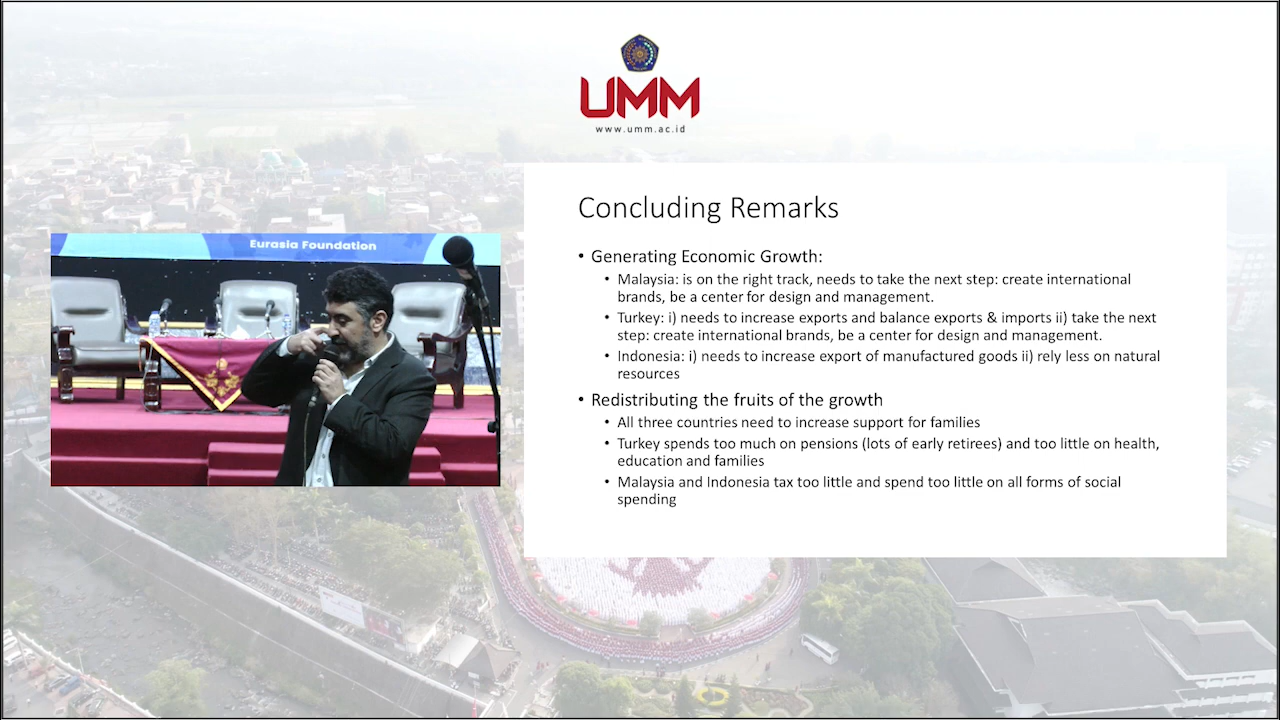 UMM
www.umm.ac.id
Eurasia Foundation
Concluding Remarks
• Generating Economic Growth:
• Malaysia: is on the right track, needs to take the next step: create international
brands, be a center for design and management.
• Turkey: i) needs to increase exports and balance exports & imports ii) take the next
step: create international brands, be a center for design and management.
• Indonesia: i) needs to increase export of manufactured goods ii) rely less on natural
resources
• Redistributing the fruits of the growth
• All three countries need to increase support for families
• Turkey spends too much on pensions (lots of early retirees) and too little on health,
education and families
• Malaysia and Indonesia tax too little and spend too little on all forms of social
spending